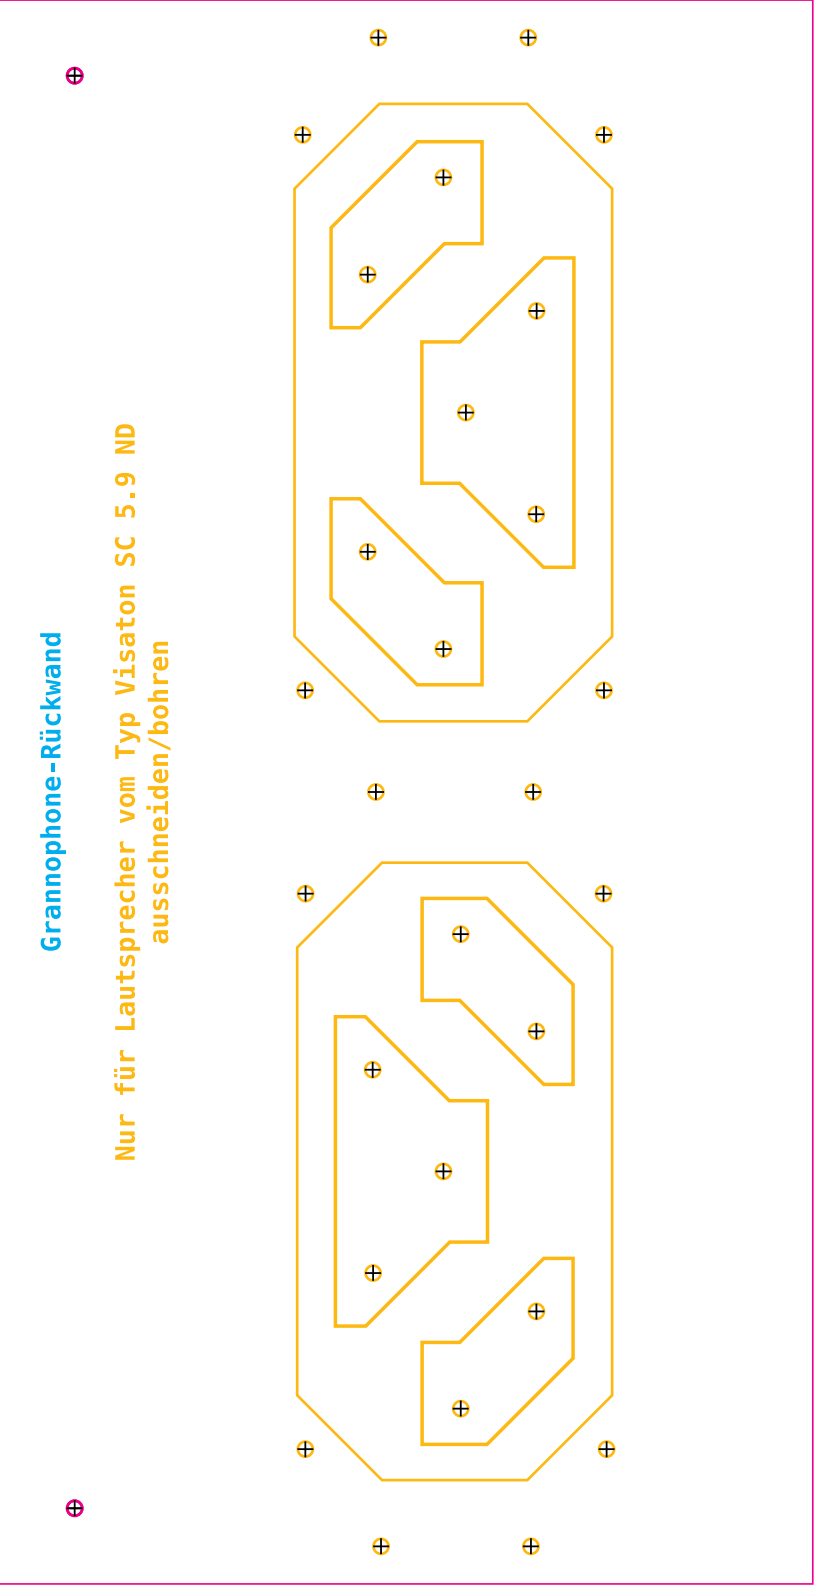 Grannophone-Rückwand
Nur für Lautsprecher vom Typ Visaton SC 5.9 ND
ausschneiden/bohren